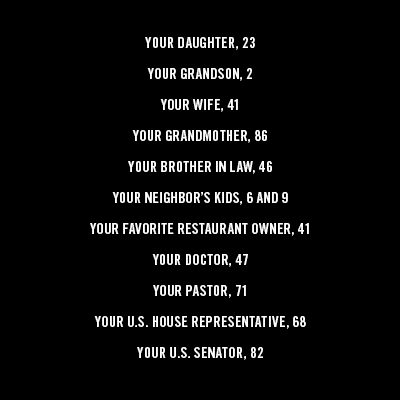 YOUR DAUGHTER, 23
YOUR GRANDSON, 2
YOUR WIFE, 41
YOUR GRANDMOTHER, 86
YOUR BROTHER IN LAW, 46
YOUR NEIGHBOR'S KIDS, 6 AND 9
YOUR FAVORITE RESTAURANT OWNER, 41
YOUR DOCTOR, 47
YOUR PASTOR, 71
YOUR U.S. HOUSE REPRESENTATIVE, 68
YOUR U.S. SENATOR, 82